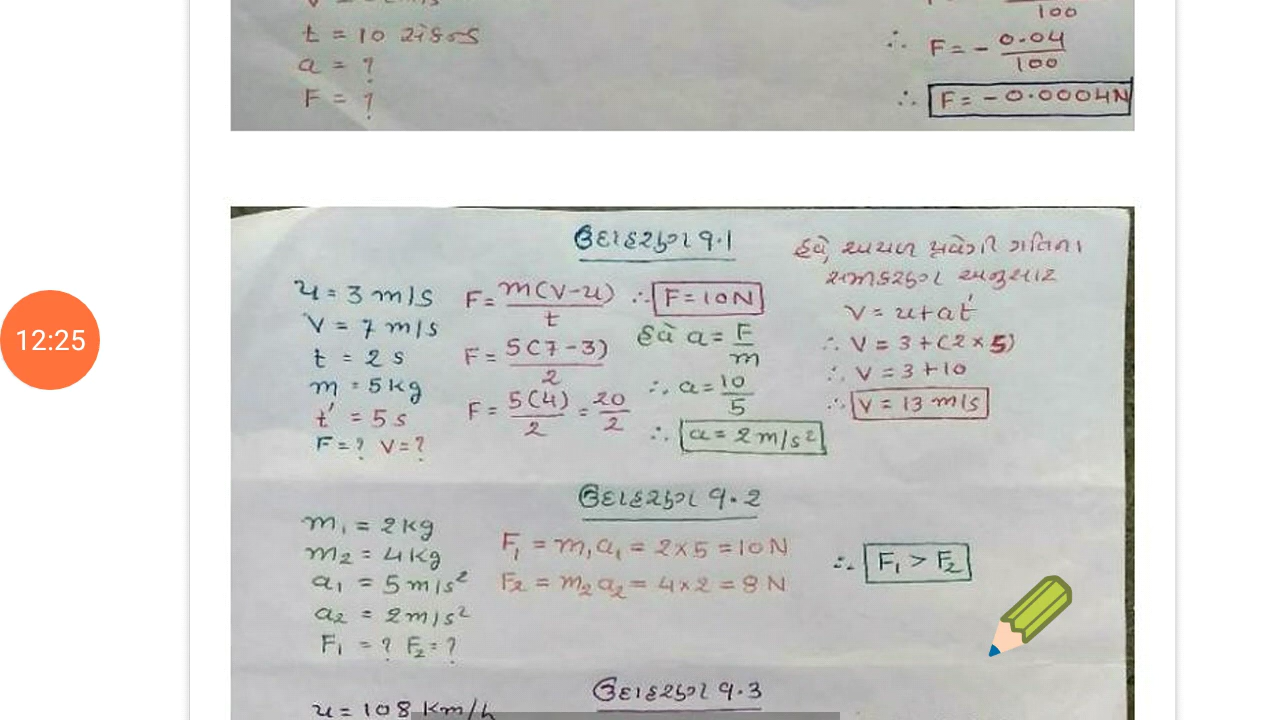 t = 10 સેકન્ડ
a = ?
F = ?
100
∴ F = - 0.04
100
∴ F = - 0.0004N
12:25
ઉદાહરણ 9.1
u = 3 m/s
V = 7 m/s
t = 2 s
m = 5 kg
t' = 5 s
F = ? V = ?
F = m(V-u)
t
F = 5(7-3)
2
F = 5(4) = 20
2 2
∴ F = 10N
હવે a = F
m
∴ a = 10
5
∴ a = 2 m/s²
હવે, અચળ પ્રવેગી ગતિના
સમીકરણ અનુસાર
V = u + at'
∴ V = 3 + (2 × 5)
∴ V = 3 + 10
∴ V = 13 m/s
ઉદાહરણ 9.2
m₁ = 2 kg
m₂ = 4 kg
a₁ = 5 m/s²
a₂ = 2 m/s²
F₁ = ? F₂ = ?
F₁ = m₁a₁ = 2 × 5 = 10 N
F₂ = m₂a₂ = 4 × 2 = 8 N
∴ F₁ > F₂
ઉદાહરણ 9.3
u = 108 km/h